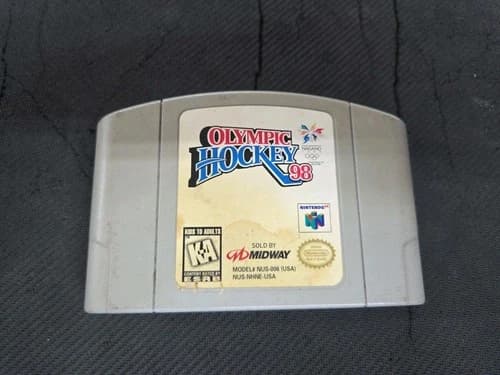 OLYMPIC
HOCKEY
98
NAGANO
NINTENDO 64
KIDS TO ADULTS
K-A
CONTENT RATED BY
ESRB
SOLD BY
MIDWAY
MODEL# NUS-006 (USA)
NUS-NHNE-USA